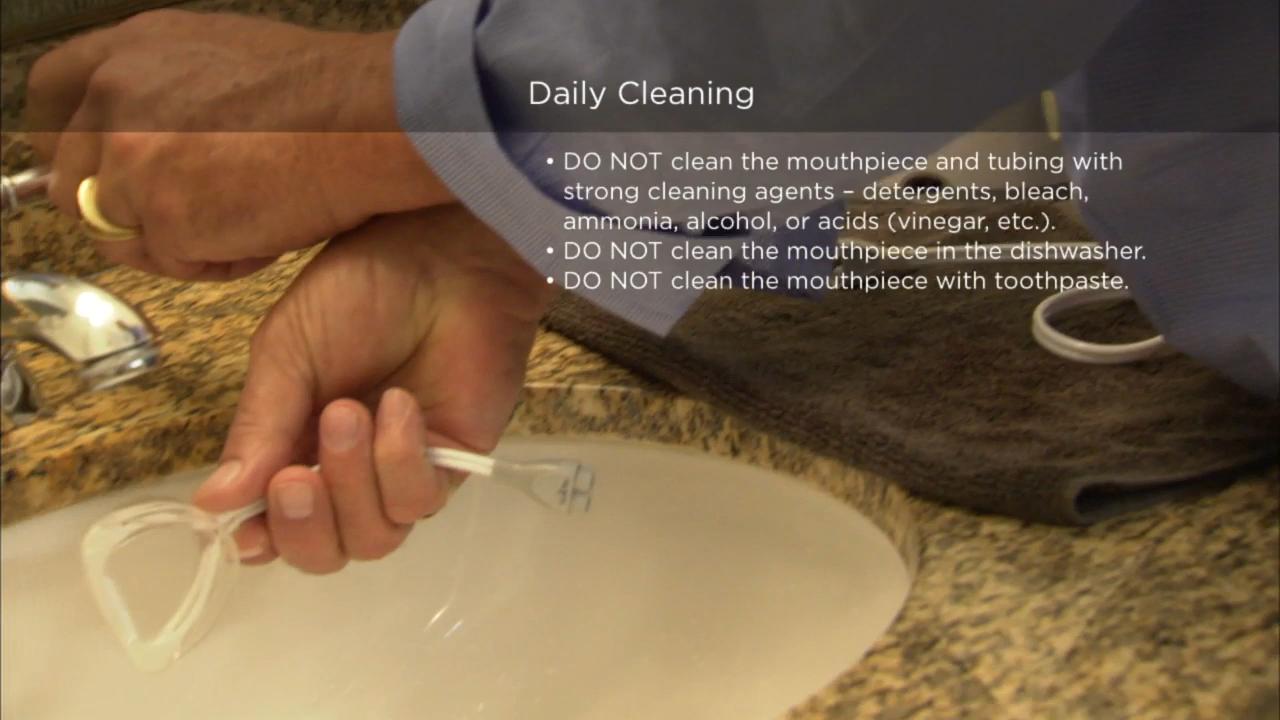 Daily Cleaning
• DO NOT clean the mouthpiece and tubing with
strong cleaning agents – detergents, bleach,
ammonia, alcohol, or acids (vinegar, etc.).
• DO NOT clean the mouthpiece in the dishwasher.
• DO NOT clean the mouthpiece with toothpaste.